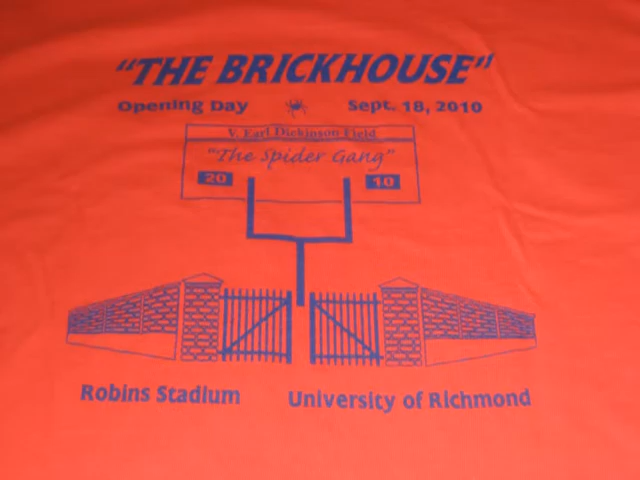 "THE BRICKHOUSE"
Opening Day Sept. 18, 2010
V. Earl Dickinson Field
"The Spider Gang"
20 10
Robins Stadium University of Richmond